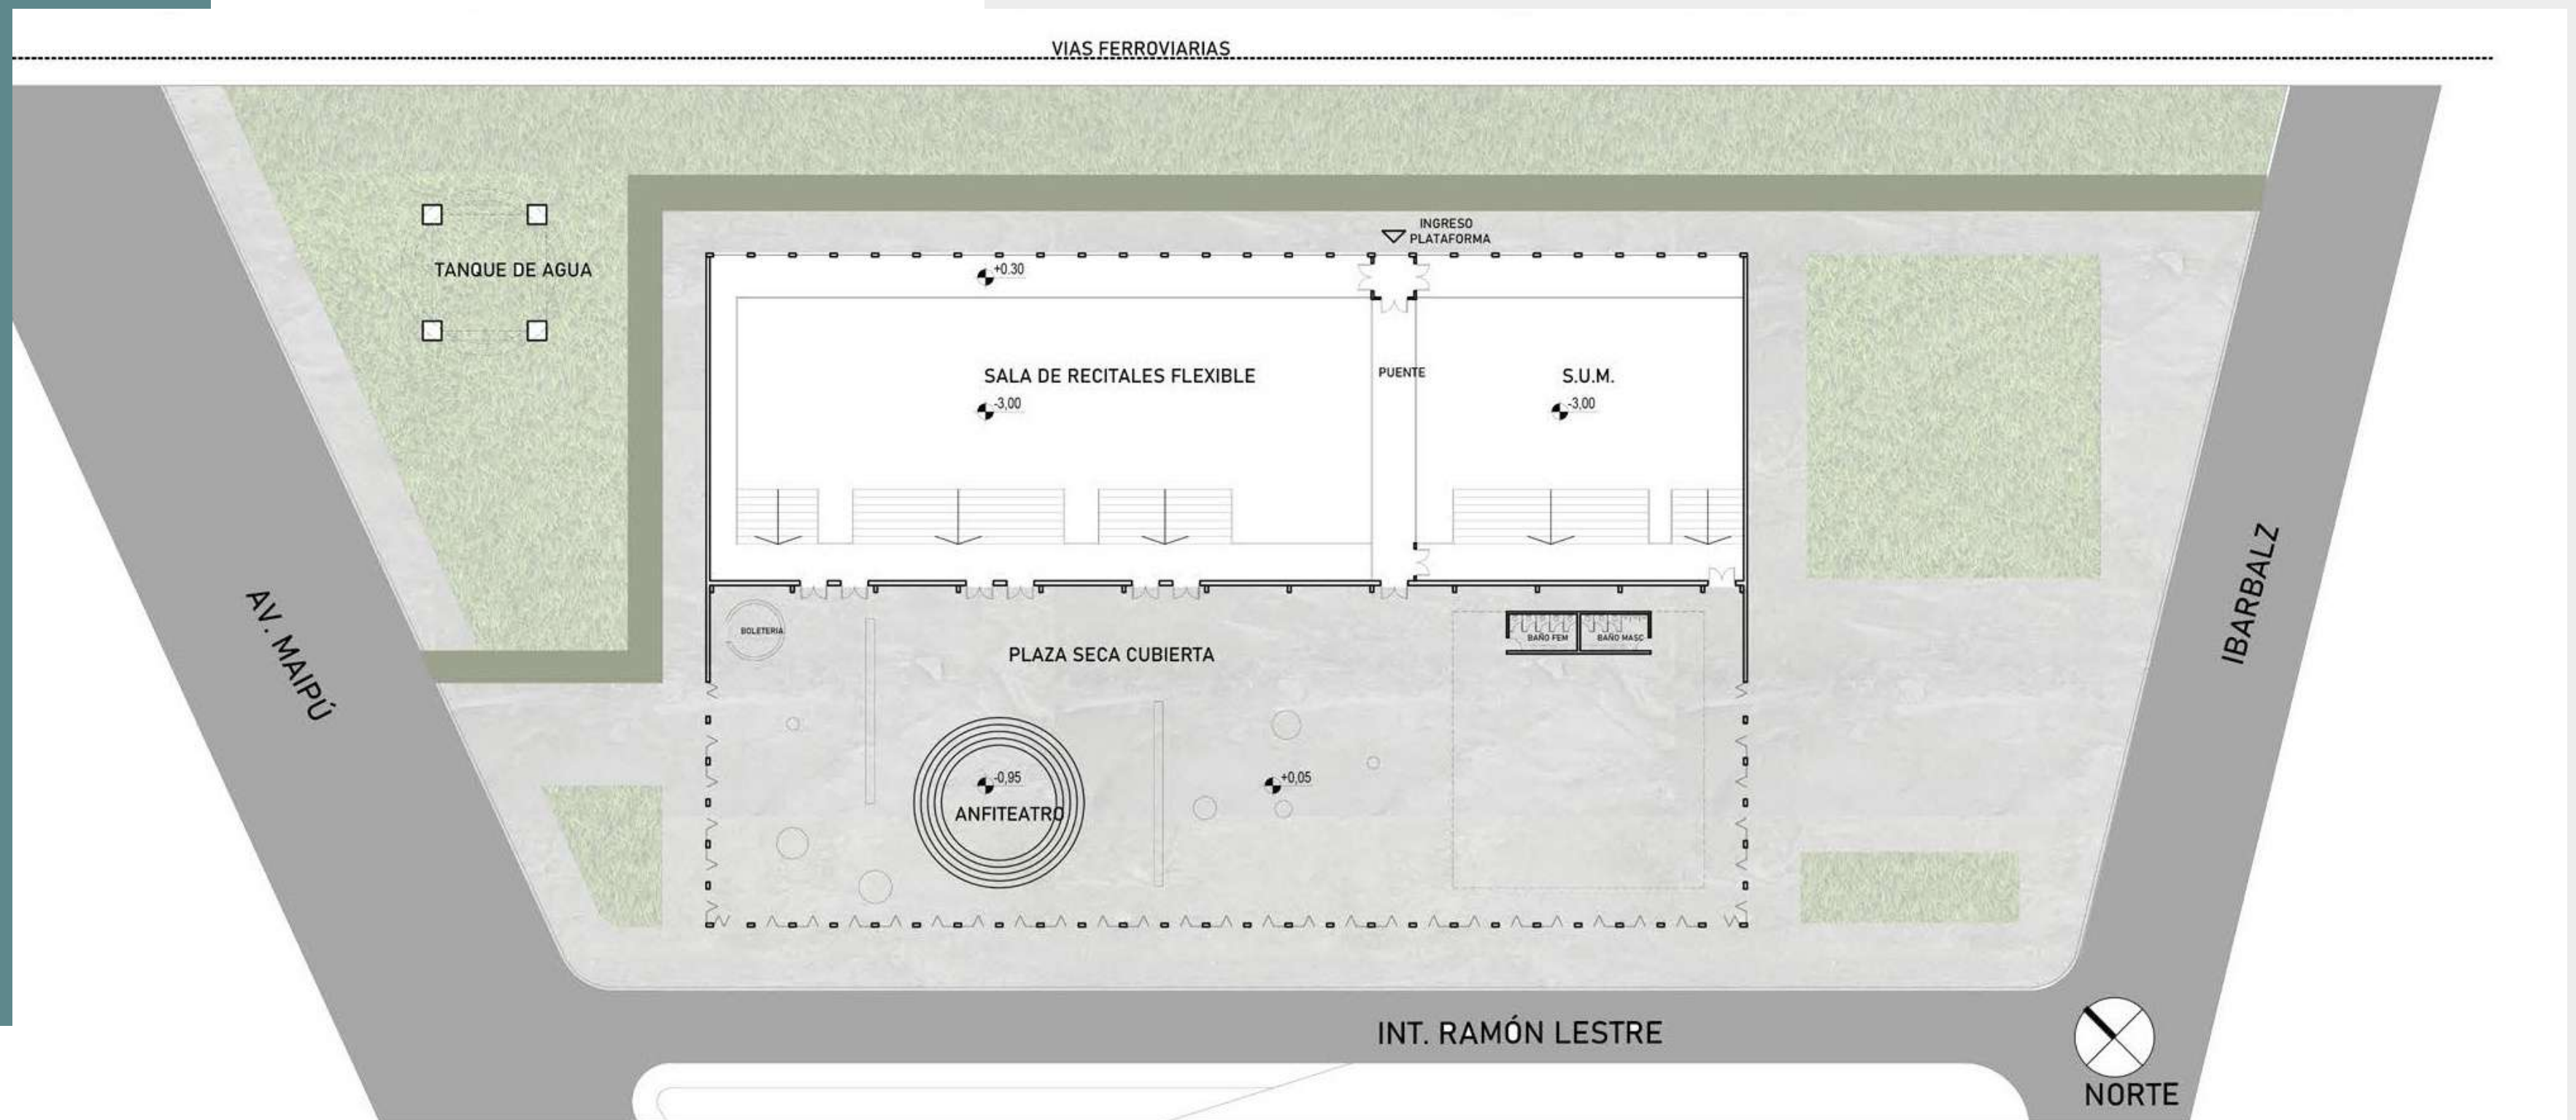 VIAS FERROVIARIAS
INGRESO
PLATAFORMA
+0.30
TANQUE DE AGUA
SALA DE RECITALES FLEXIBLE
-3,00
PUENTE
S.U.M.
-3,00
AV. MAIPÚ
IBARBALZ
BOLETERIA
PLAZA SECA CUBIERTA
BAÑO FEM
BAÑO MASC
-0,95
ANFITEATRO
+0,05
INT. RAMÓN LESTRE
NORTE